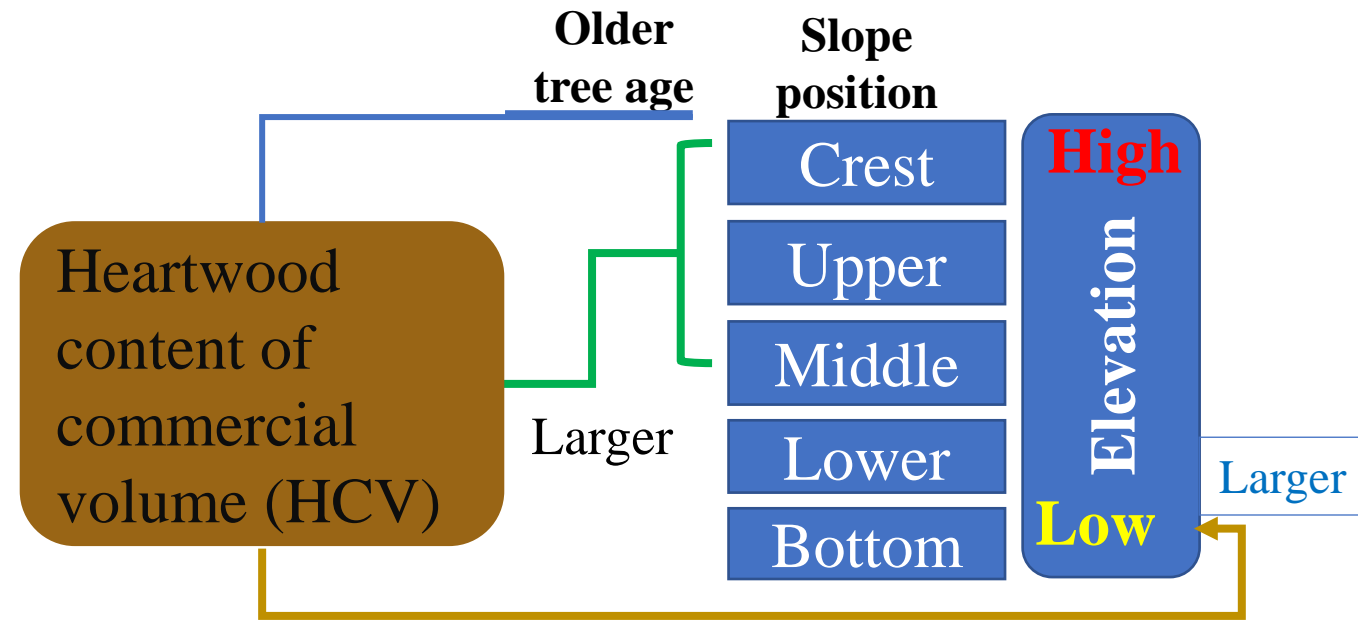 Older
tree age
Slope
position
Heartwood
content of
commercial
volume (HCV)
Larger
Crest
Upper
Middle
Lower
Bottom
High
Elevation
Low
Larger